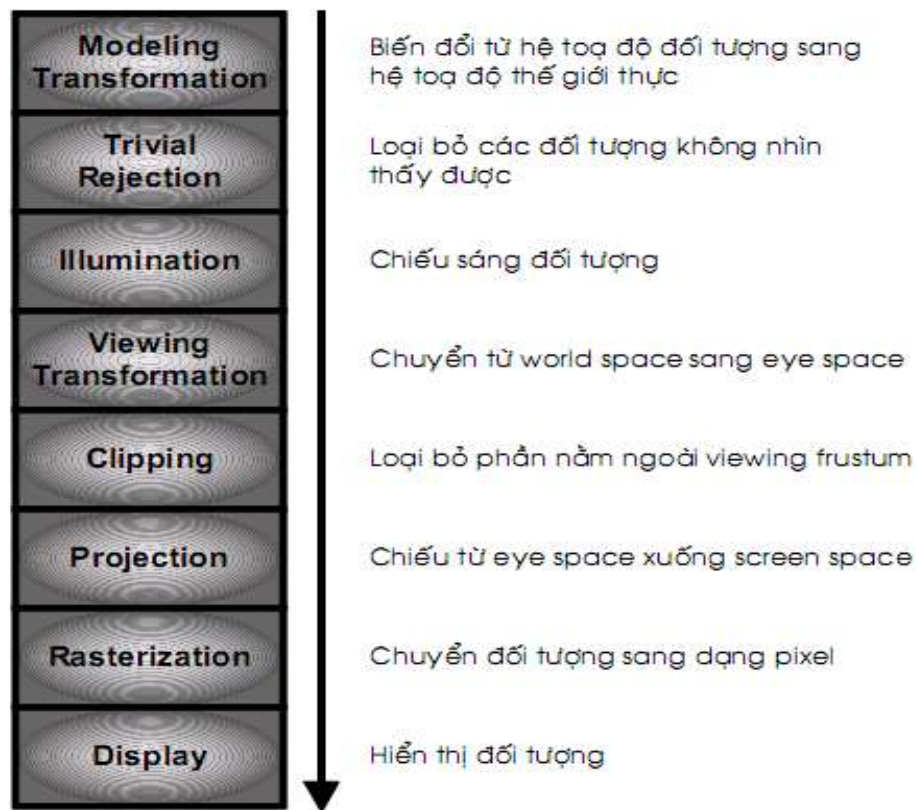 Modeling
Transformation
Biến đổi từ hệ toạ độ đối tượng sang
hệ toạ độ thế giới thực
Trivial
Rejection
Loại bỏ các đối tượng không nhìn
thấy được
Illumination
Chiếu sáng đối tượng
Viewing
Transformation
Chuyển từ world space sang eye space
Clipping
Loại bỏ phần nằm ngoài viewing frustum
Projection
Chiếu từ eye space xuống screen space
Rasterization
Chuyển đối tượng sang dạng pixel
Display
Hiển thị đối tượng